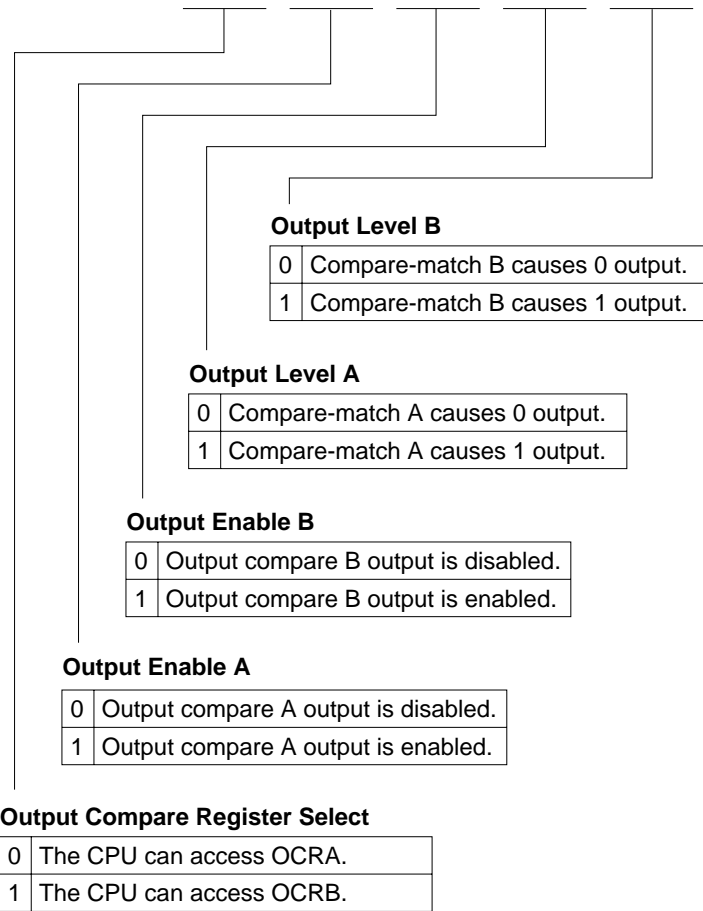 Output Level B
0 Compare-match B causes 0 output.
1 Compare-match B causes 1 output.
Output Level A
0 Compare-match A causes 0 output.
1 Compare-match A causes 1 output.
Output Enable B
0 Output compare B output is disabled.
1 Output compare B output is enabled.
Output Enable A
0 Output compare A output is disabled.
1 Output compare A output is enabled.
Output Compare Register Select
0 The CPU can access OCRA.
1 The CPU can access OCRB.